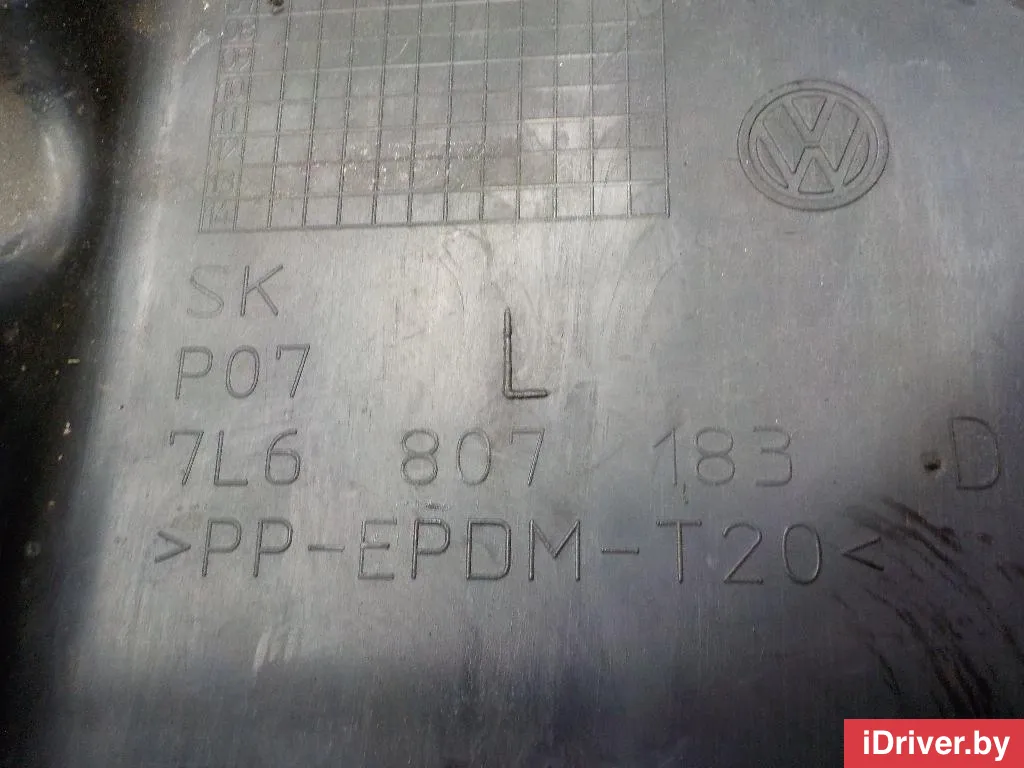 SK
P07 L
7L6 807 183 D
>PP-EPDM-T20<
iDriver.by